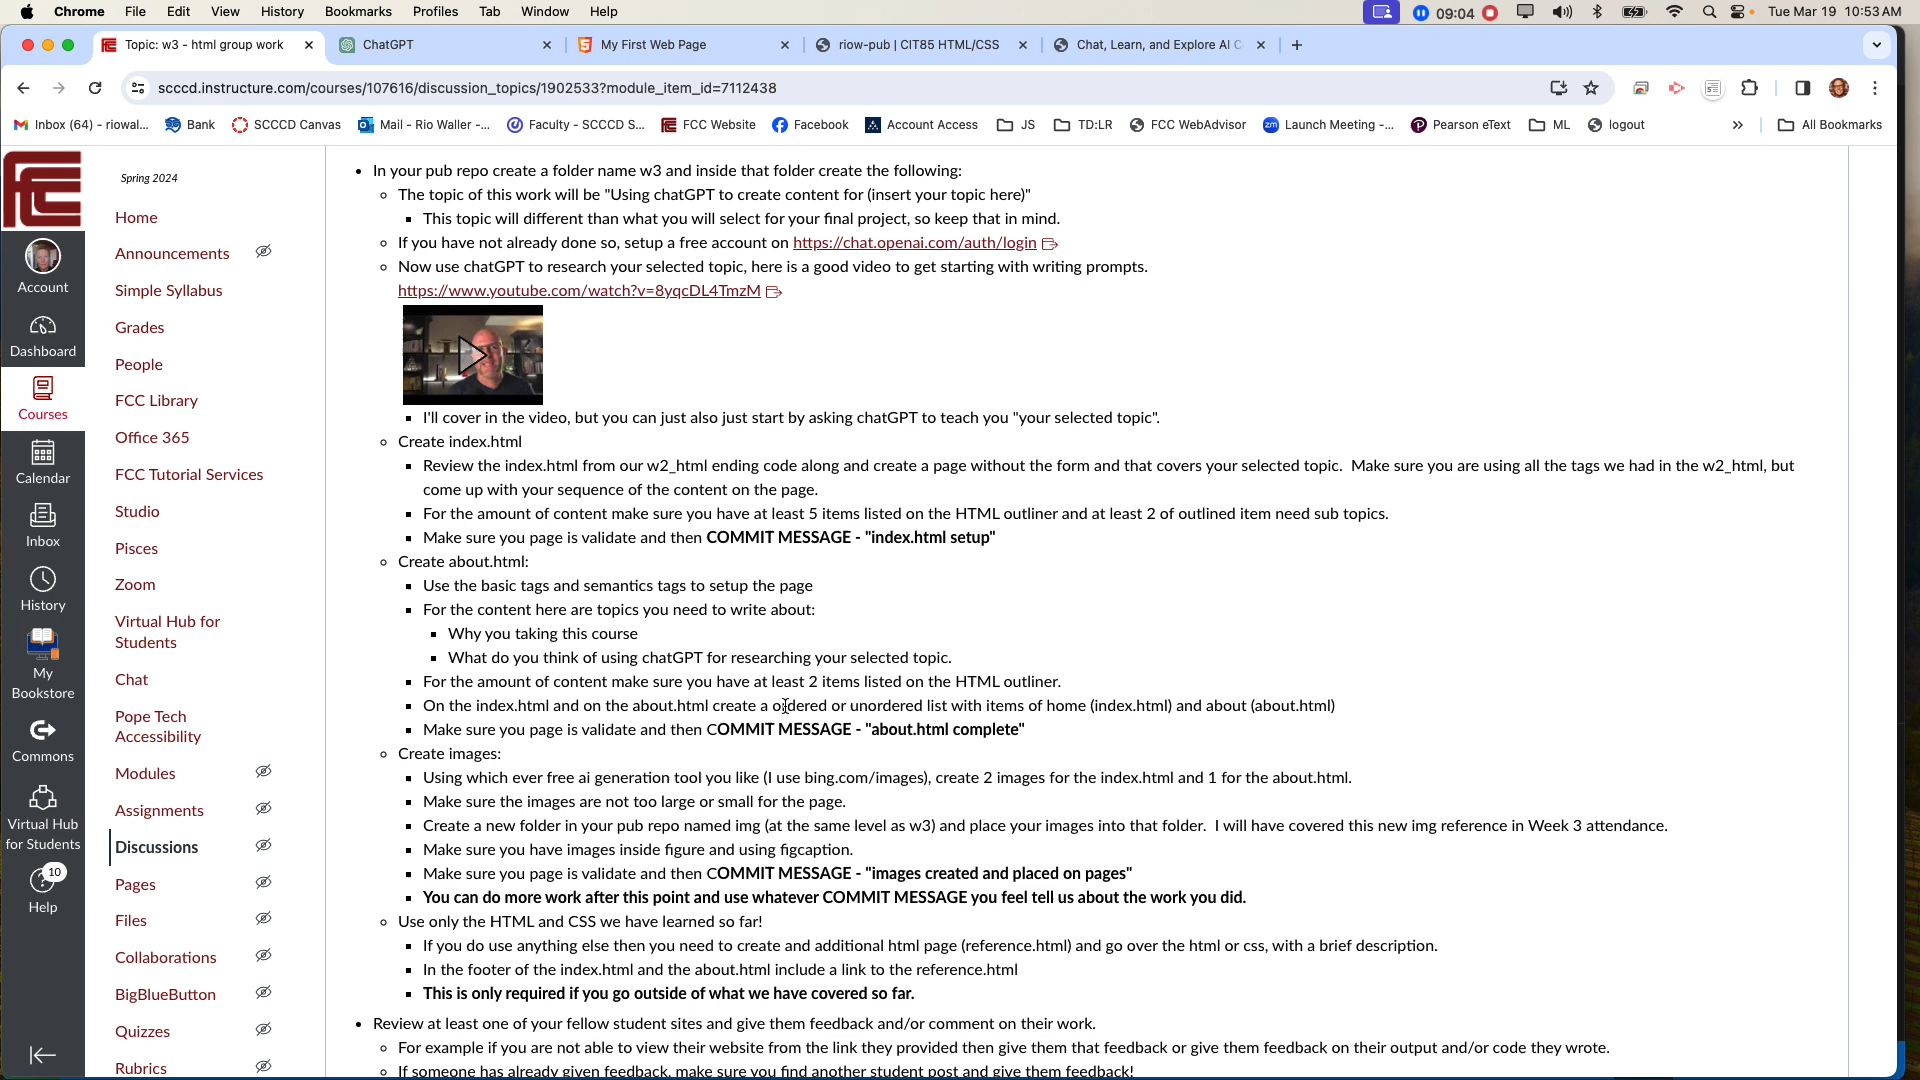 Chrome File Edit View History Bookmarks Profiles Tab Window Help 09:04 Tue Mar 19 10:53 AM
Topic: w3 - html group work ChatGPT My First Web Page riow-pub | CIT85 HTML/CSS Chat, Learn, and Explore AI C
scccd.instructure.com/courses/107616/discussion_topics/1902533?module_item_id=7112438
Inbox (64) - riowal... Bank SCCCD Canvas Mail - Rio Waller -... Faculty - SCCCD S... FCC Website Facebook Account Access JS TD:LR FCC WebAdvisor Launch Meeting -... Pearson eText ML logout » All Bookmarks
Account
Dashboard
Courses
Calendar
Inbox
History
My Bookstore
Commons
Virtual Hub for Students
10
Help
Spring 2024
Home
Announcements
Simple Syllabus
Grades
People
FCC Library
Office 365
FCC Tutorial Services
Studio
Pisces
Zoom
Virtual Hub for
Students
Chat
Pope Tech
Accessibility
Modules
Assignments
Discussions
Pages
Files
Collaborations
BigBlueButton
Quizzes
Rubrics
In your pub repo create a folder name w3 and inside that folder create the following:
The topic of this work will be "Using chatGPT to create content for (insert your topic here)"
This topic will different than what you will select for your final project, so keep that in mind.
If you have not already done so, setup a free account on https://chat.openai.com/auth/login
Now use chatGPT to research your selected topic, here is a good video to get starting with writing prompts.
https://www.youtube.com/watch?v=8yqcDL4TmzM
I'll cover in the video, but you can just also just start by asking chatGPT to teach you "your selected topic".
Create index.html
Review the index.html from our w2_html ending code along and create a page without the form and that covers your selected topic. Make sure you are using all the tags we had in the w2_html, but
come up with your sequence of the content on the page.
For the amount of content make sure you have at least 5 items listed on the HTML outliner and at least 2 of outlined item need sub topics.
Make sure you page is validate and then COMMIT MESSAGE - "index.html setup"
Create about.html:
Use the basic tags and semantics tags to setup the page
For the content here are topics you need to write about:
Why you taking this course
What do you think of using chatGPT for researching your selected topic.
For the amount of content make sure you have at least 2 items listed on the HTML outliner.
On the index.html and on the about.html create a ordered or unordered list with items of home (index.html) and about (about.html)
Make sure you page is validate and then COMMIT MESSAGE - "about.html complete"
Create images:
Using which ever free ai generation tool you like (I use bing.com/images), create 2 images for the index.html and 1 for the about.html.
Make sure the images are not too large or small for the page.
Create a new folder in your pub repo named img (at the same level as w3) and place your images into that folder. I will have covered this new img reference in Week 3 attendance.
Make sure you have images inside figure and using figcaption.
Make sure you page is validate and then COMMIT MESSAGE - "images created and placed on pages"
You can do more work after this point and use whatever COMMIT MESSAGE you feel tell us about the work you did.
Use only the HTML and CSS we have learned so far!
If you do use anything else then you need to create and additional html page (reference.html) and go over the html or css, with a brief description.
In the footer of the index.html and the about.html include a link to the reference.html
This is only required if you go outside of what we have covered so far.
Review at least one of your fellow student sites and give them feedback and/or comment on their work.
For example if you are not able to view their website from the link they provided then give them that feedback or give them feedback on their output and/or code they wrote.
If someone has already given feedback, make sure you find another student post and give them feedback!